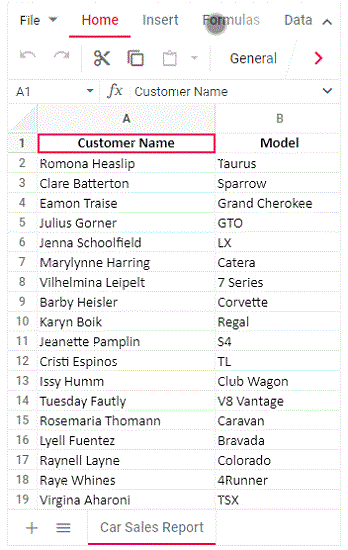 File Home Insert Formulas Data
General
A1 fx Customer Name
A B
1 Customer Name Model
2 Romona Heaslip Taurus
3 Clare Batterton Sparrow
4 Eamon Traise Grand Cherokee
5 Julius Gorner GTO
6 Jenna Schoolfield LX
7 Marylynne Harring Catera
8 Vilhelmina Leipelt 7 Series
9 Barby Heisler Corvette
10 Karyn Boik Regal
11 Jeanette Pamplin S4
12 Cristi Espinos TL
13 Issy Humm Club Wagon
14 Tuesday Fautly V8 Vantage
15 Rosemaria Thomann Caravan
16 Lyell Fuentez Bravada
17 Raynell Layne Colorado
18 Raye Whines 4Runner
19 Virgina Aharoni TSX
Car Sales Report